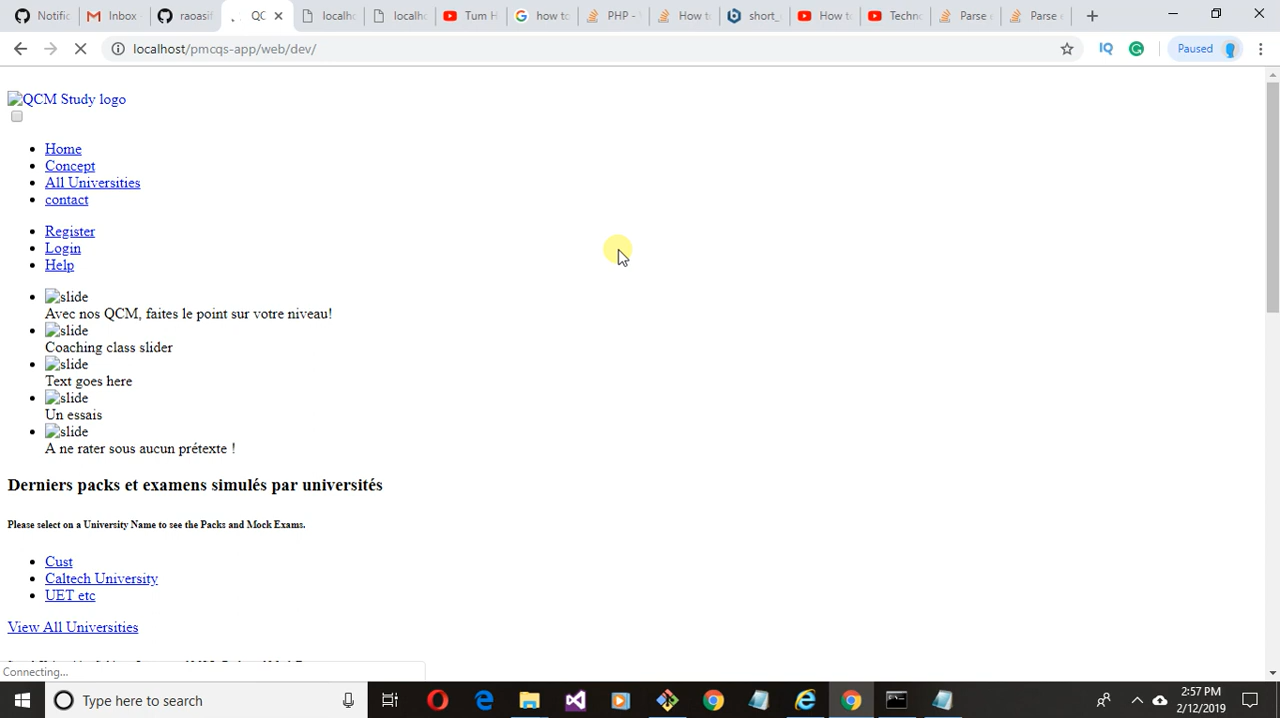 Notific
Inbox
raoasif
QC
localh
localh
Tum H
how to
PHP -
How to
short_
How to
Techn
Parse
Parse
localhost/pmcqs-app/web/dev/
IQ
Paused
QCM Study logo
Home
Concept
All Universities
contact
Register
Login
Help
slide
Avec nos QCM, faites le point sur votre niveau!
slide
Coaching class slider
slide
Text goes here
slide
Un essais
slide
A ne rater sous aucun prétexte !
Derniers packs et examens simulés par universités
Please select on a University Name to see the Packs and Mock Exams.
Cust
Caltech University
UET etc
View All Universities
Connecting...
Type here to search
2:57 PM
2/12/2019